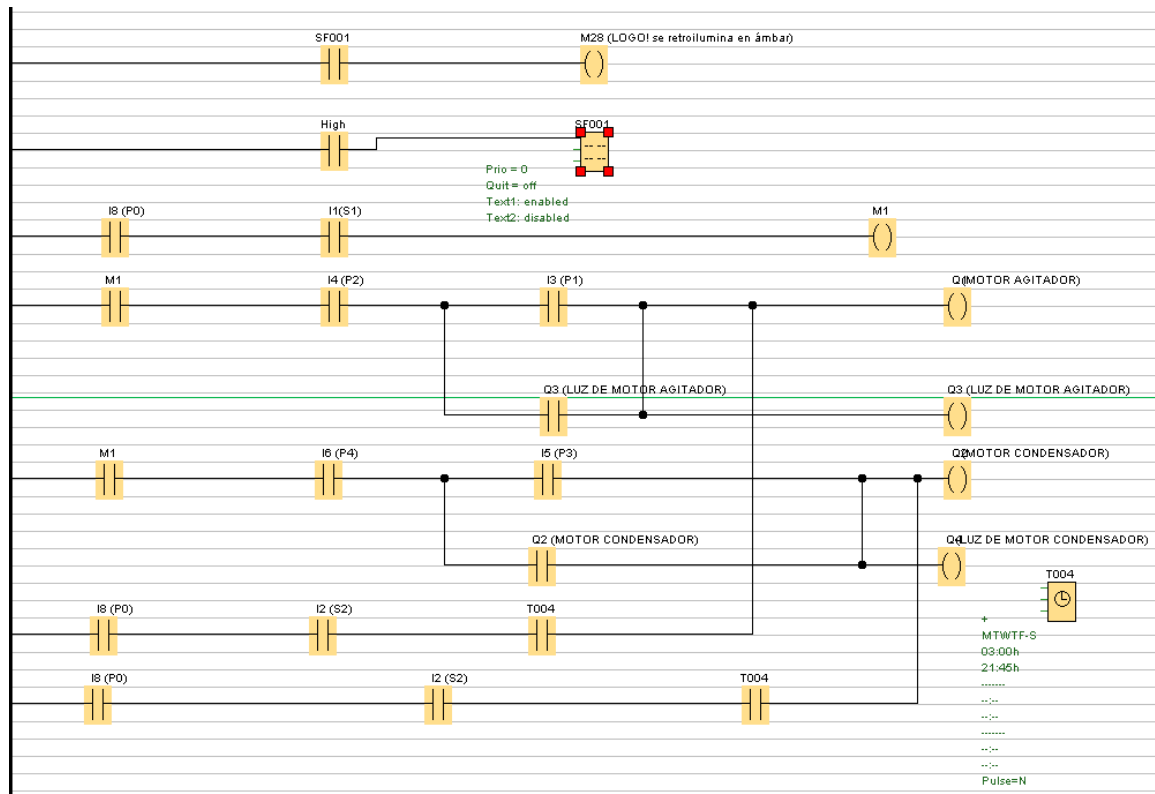 SF001
M28 (LOGO! se retroilumina en ámbar)
High
SF001
Prio = 0
Quit = off
Text1: enabled
Text2: disabled
I8 (P0)
I1(S1)
M1
M1
I4 (P2)
I3 (P1)
(MOTOR AGITADOR)
Q3 (LUZ DE MOTOR AGITADOR)
Q3 (LUZ DE MOTOR AGITADOR)
M1
I6 (P4)
I5 (P3)
(MOTOR CONDENSADOR)
Q2 (MOTOR CONDENSADOR)
LUZ DE MOTOR CONDENSADOR)
T004
+
MTWTF-S
03:00h
21:45h
-------
--:--
--:--
-------
--:--
--:--
Pulse=N
I8 (P0)
I2 (S2)
T004
I8 (P0)
I2 (S2)
T004